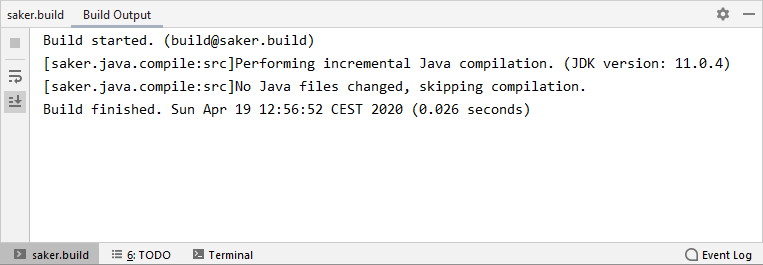 saker.build Build Output
Build started. (build@saker.build)
[saker.java.compile:src]Performing incremental Java compilation. (JDK version: 11.0.4)
[saker.java.compile:src]No Java files changed, skipping compilation.
Build finished. Sun Apr 19 12:56:52 CEST 2020 (0.026 seconds)
saker.build 6: TODO Terminal Event Log